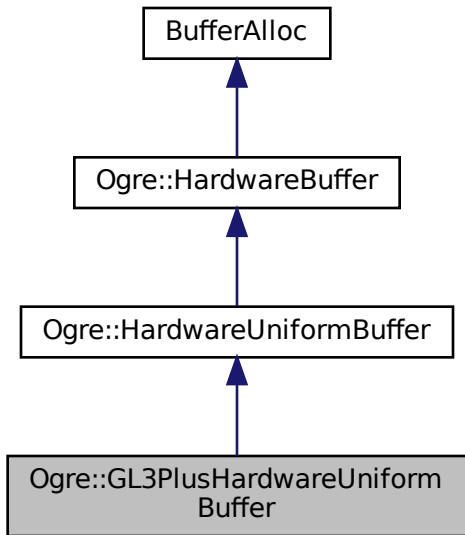 BufferAlloc
Ogre::HardwareBuffer
Ogre::HardwareUniformBuffer
Ogre::GL3PlusHardwareUniform
Buffer